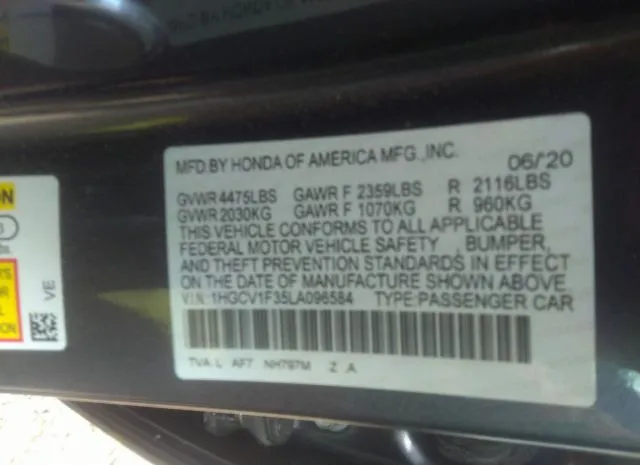 MFD.BY HONDA OF AMERICA MFG.,INC. 06/'20
GVWR 4475LBS GAWR F 2359LBS R 2116LBS
GVWR 2030KG GAWR F 1070KG R 960KG
THIS VEHICLE CONFORMS TO ALL APPLICABLE
FEDERAL MOTOR VEHICLE SAFETY , BUMPER,
AND THEFT PREVENTION STANDARDS IN EFFECT
ON THE DATE OF MANUFACTURE SHOWN ABOVE.
V.I.N.:1HGCV1F35LA096584 TYPE:PASSENGER CAR
TVA L AF7 NH797M Z A
VE